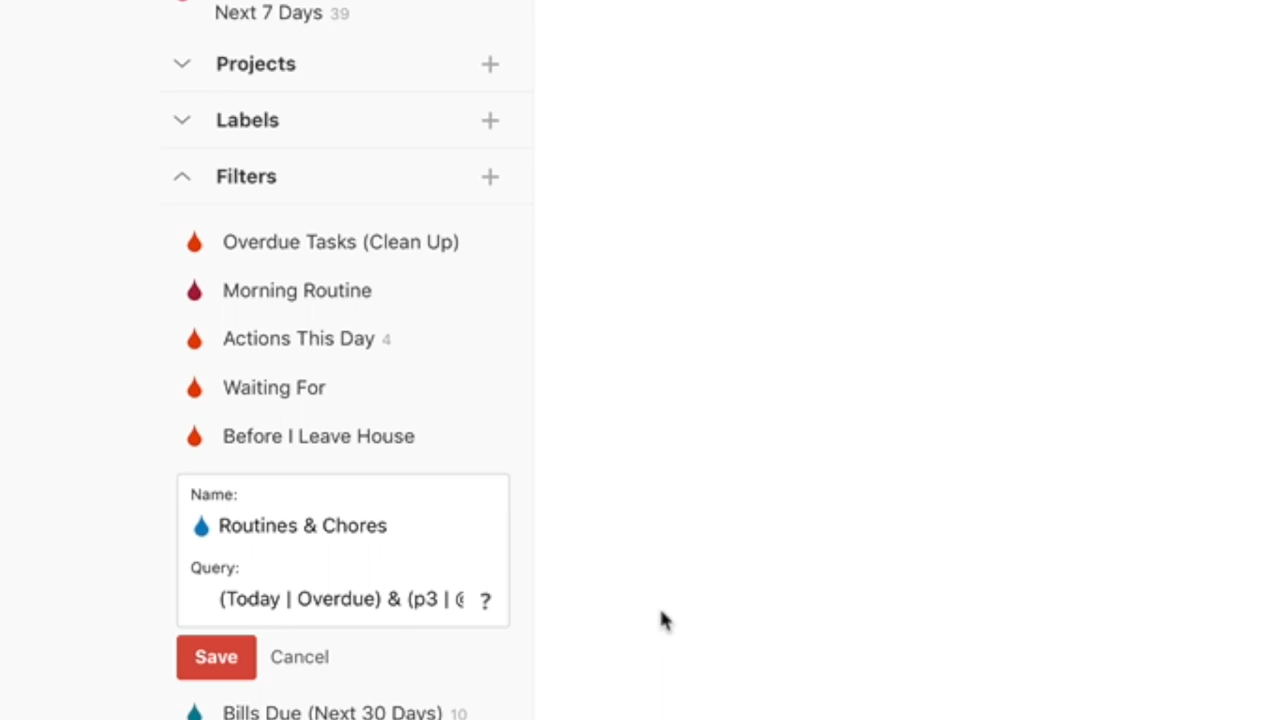 Next 7 Days 39
Projects
Labels
Filters
Overdue Tasks (Clean Up)
Morning Routine
Actions This Day 4
Waiting For
Before I Leave House
Name:
Routines & Chores
Query:
(Today | Overdue) & (p3 | @ ?
Save Cancel
Bills Due (Next 30 Days) 10